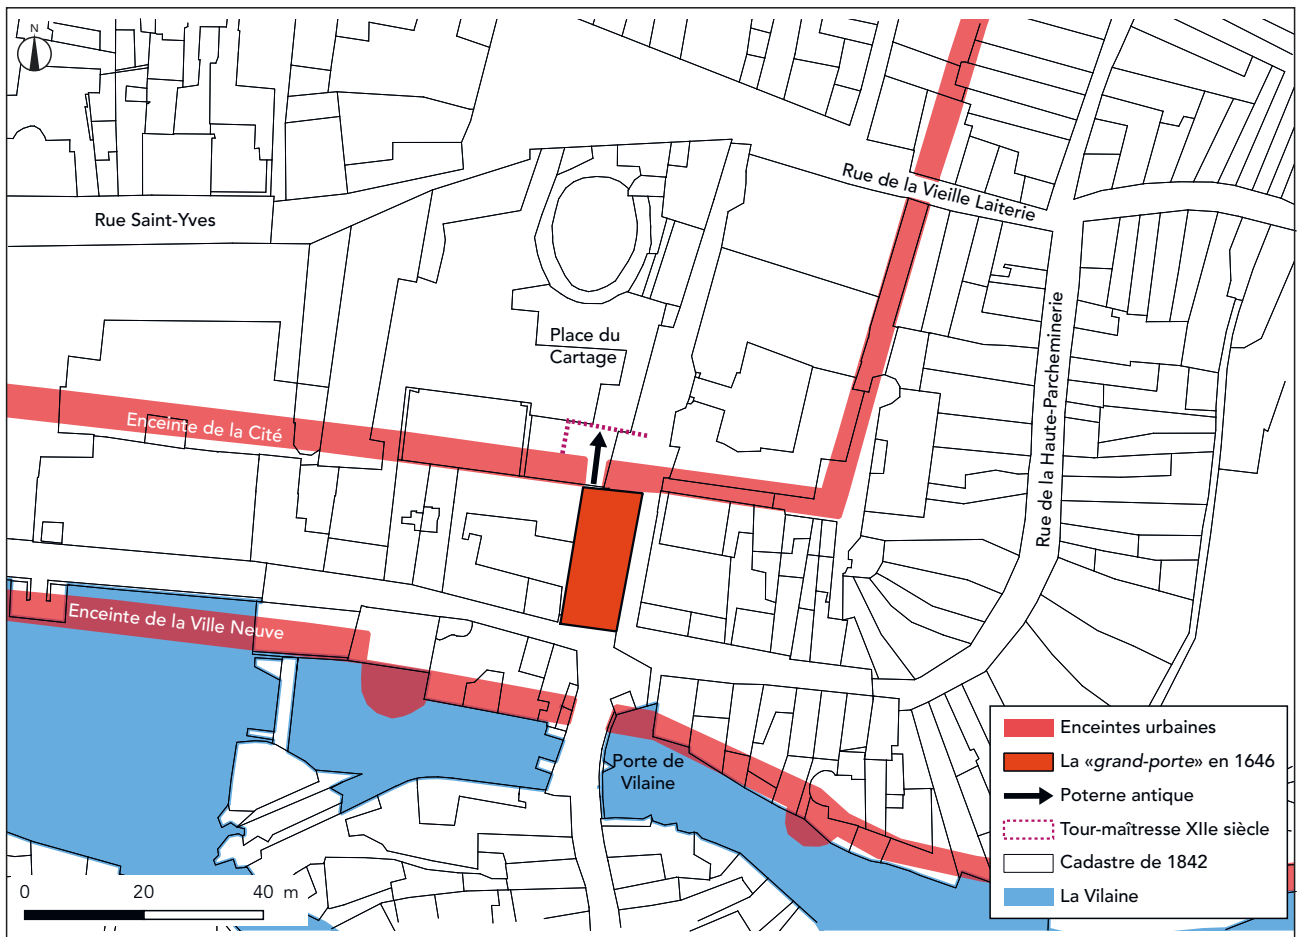 N
Rue de la Vieille Laiterie
Rue Saint-Yves
Place du
Cartage
Rue de la Haute-Parcheminerie
Enceinte de la Cité
Enceinte de la Ville Neuve
Porte de
Vilaine
Enceintes urbaines
La «grand-porte» en 1646
Poterne antique
Tour-maîtresse XIIe siècle
Cadastre de 1842
La Vilaine
0 20 40 m